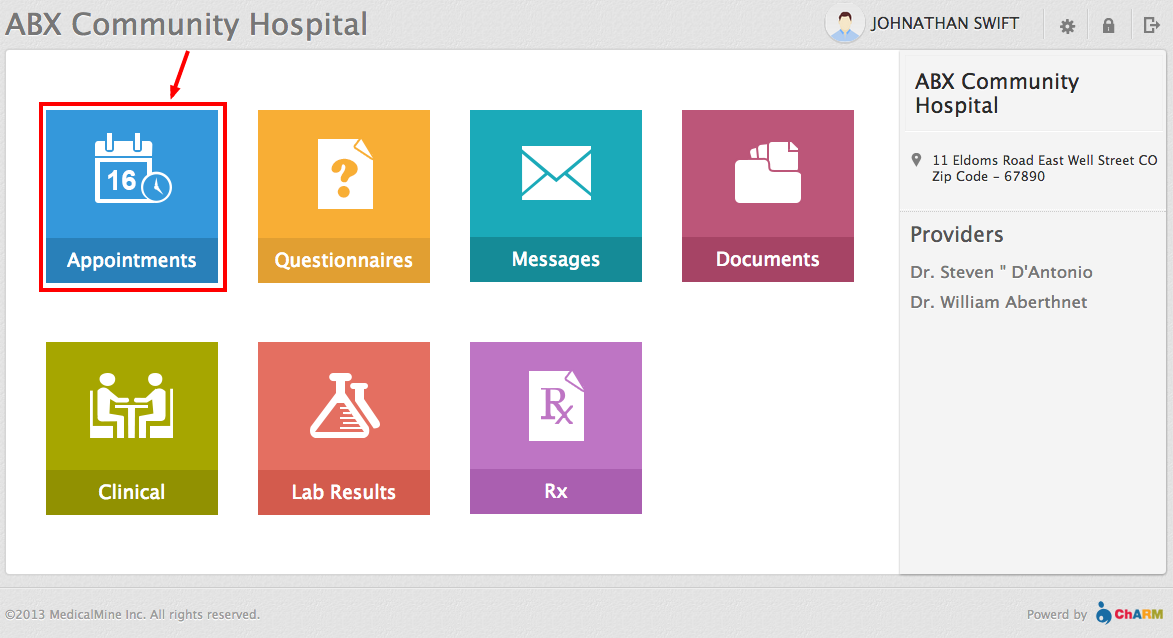 ABX Community Hospital
JOHNATHAN SWIFT
16
Appointments
?
Questionnaires
Messages
Documents
Clinical
Lab Results
Rx
Rx
ABX Community
Hospital
11 Eldoms Road East Well Street CO
Zip Code – 67890
Providers
Dr. Steven " D'Antonio
Dr. William Aberthnet
©2013 MedicalMine Inc. All rights reserved.
Powerd by ChARM